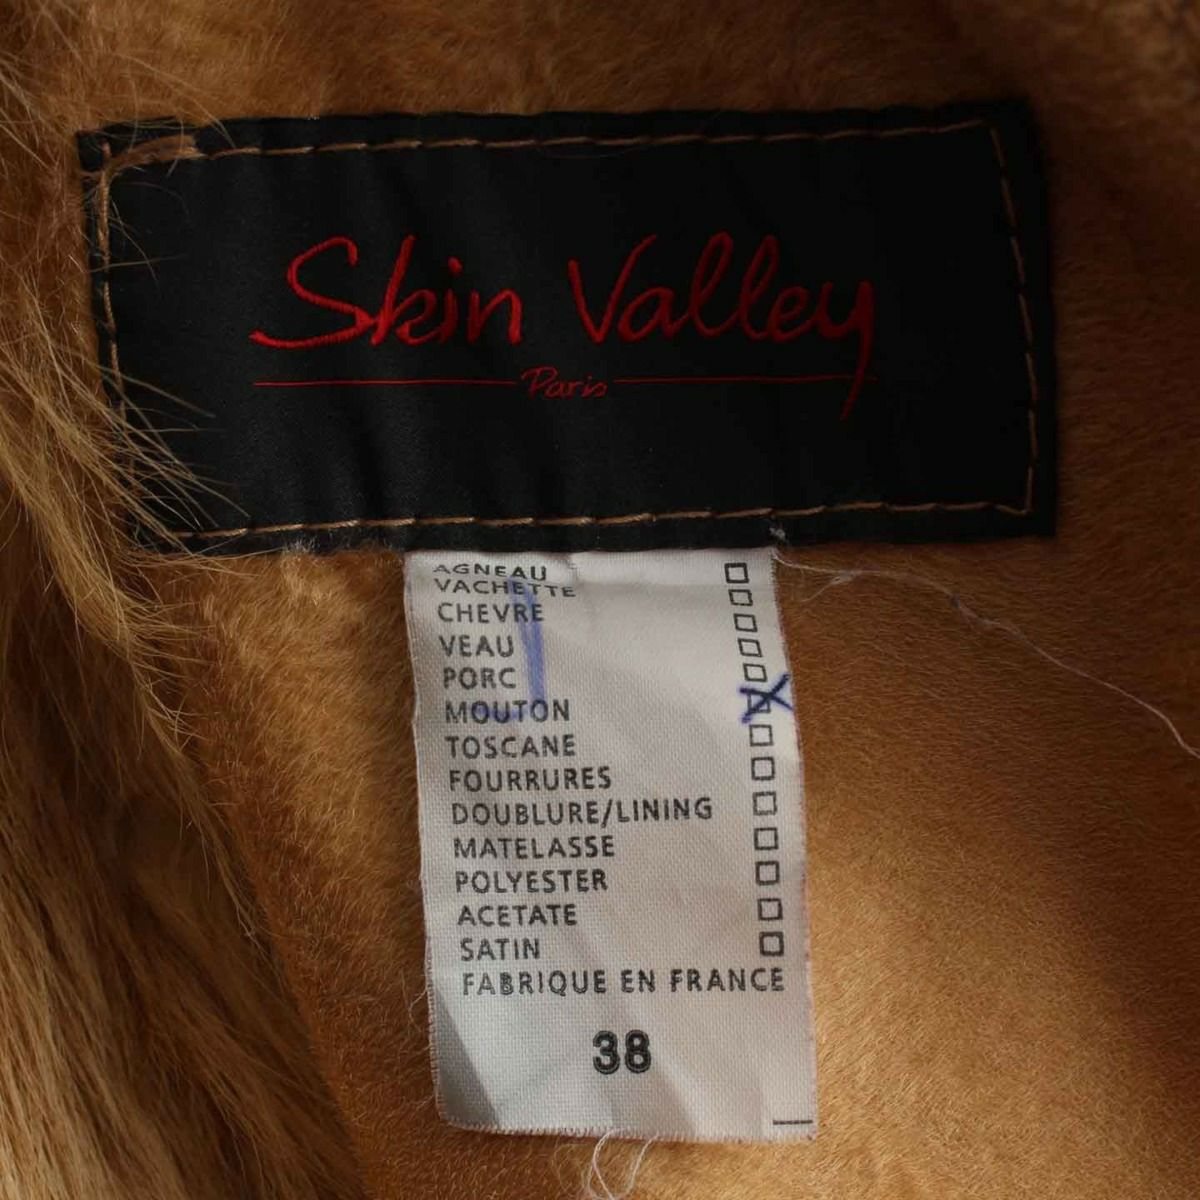 Skin Valley
Paris
AGNEAU
VACHETTE
CHEVRE
VEAU
PORC
MOUTON
TOSCANE
FOURRURES
DOUBLURE/LINING
MATELASSE
POLYESTER
ACETATE
SATIN
FABRIQUE EN FRANCE
38